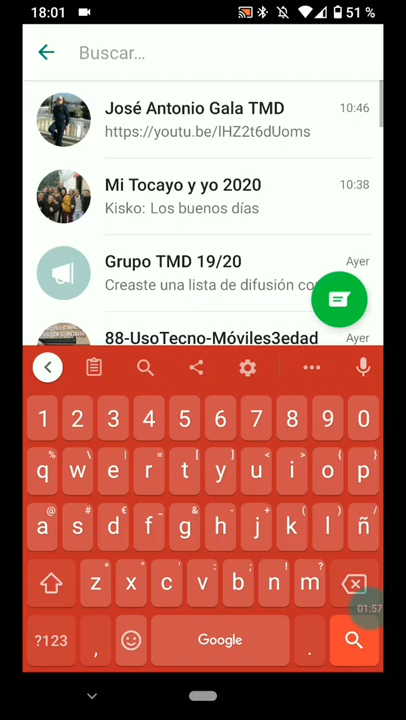 18:01
51 %
Buscar...
José Antonio Gala TMD
10:46
https://youtu.be/lHZ2t6dUoms
Mi Tocayo y yo 2020
10:38
Kisko: Los buenos días
Grupo TMD 19/20
Ayer
Creaste una lista de difusión co
88-UsoTecno-Móviles3edad
Ayer
1 2 3 4 5 6 7 8 9 0
% \ | = [ ] < > { }
q w e r t y u i o p
@ # € _ & - + ( ) /
a s d f g h j k l ñ
* " ' : ; ! ?
z x c v b n m
01:57
?123 , Google .